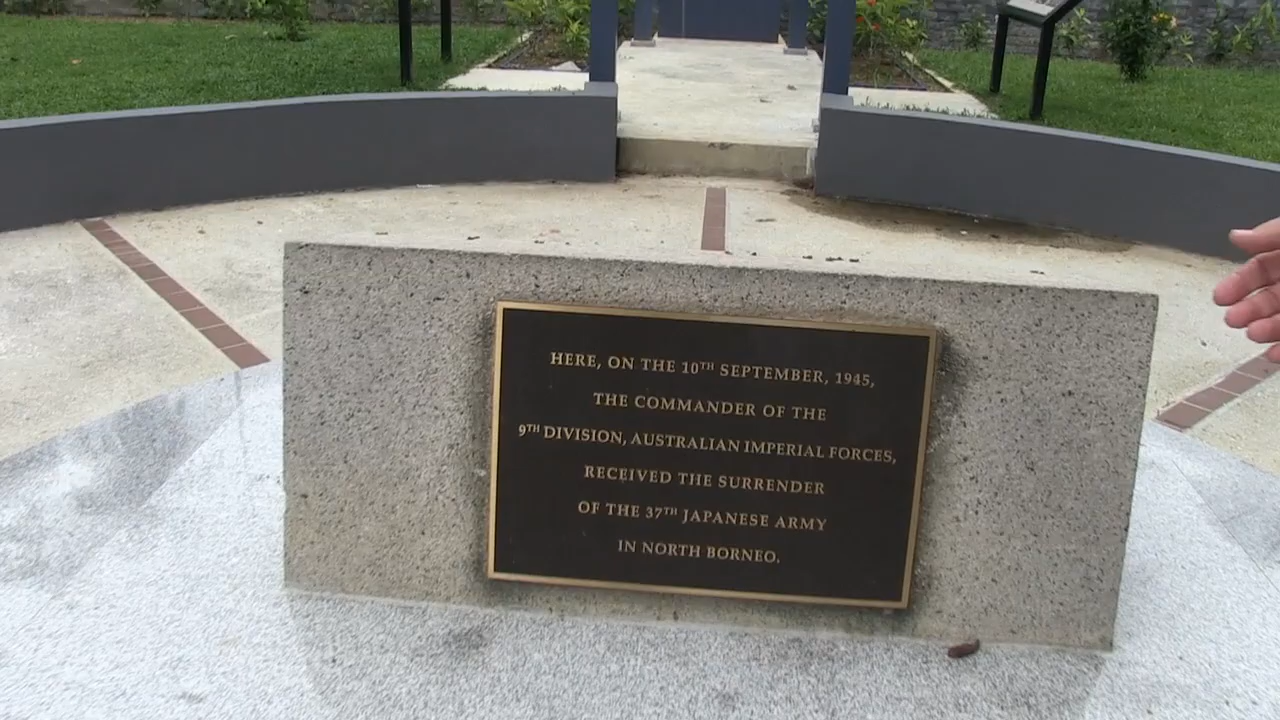 HERE, ON THE 10TH SEPTEMBER, 1945,
THE COMMANDER OF THE
9TH DIVISION, AUSTRALIAN IMPERIAL FORCES,
RECEIVED THE SURRENDER
OF THE 37TH JAPANESE ARMY
IN NORTH BORNEO.